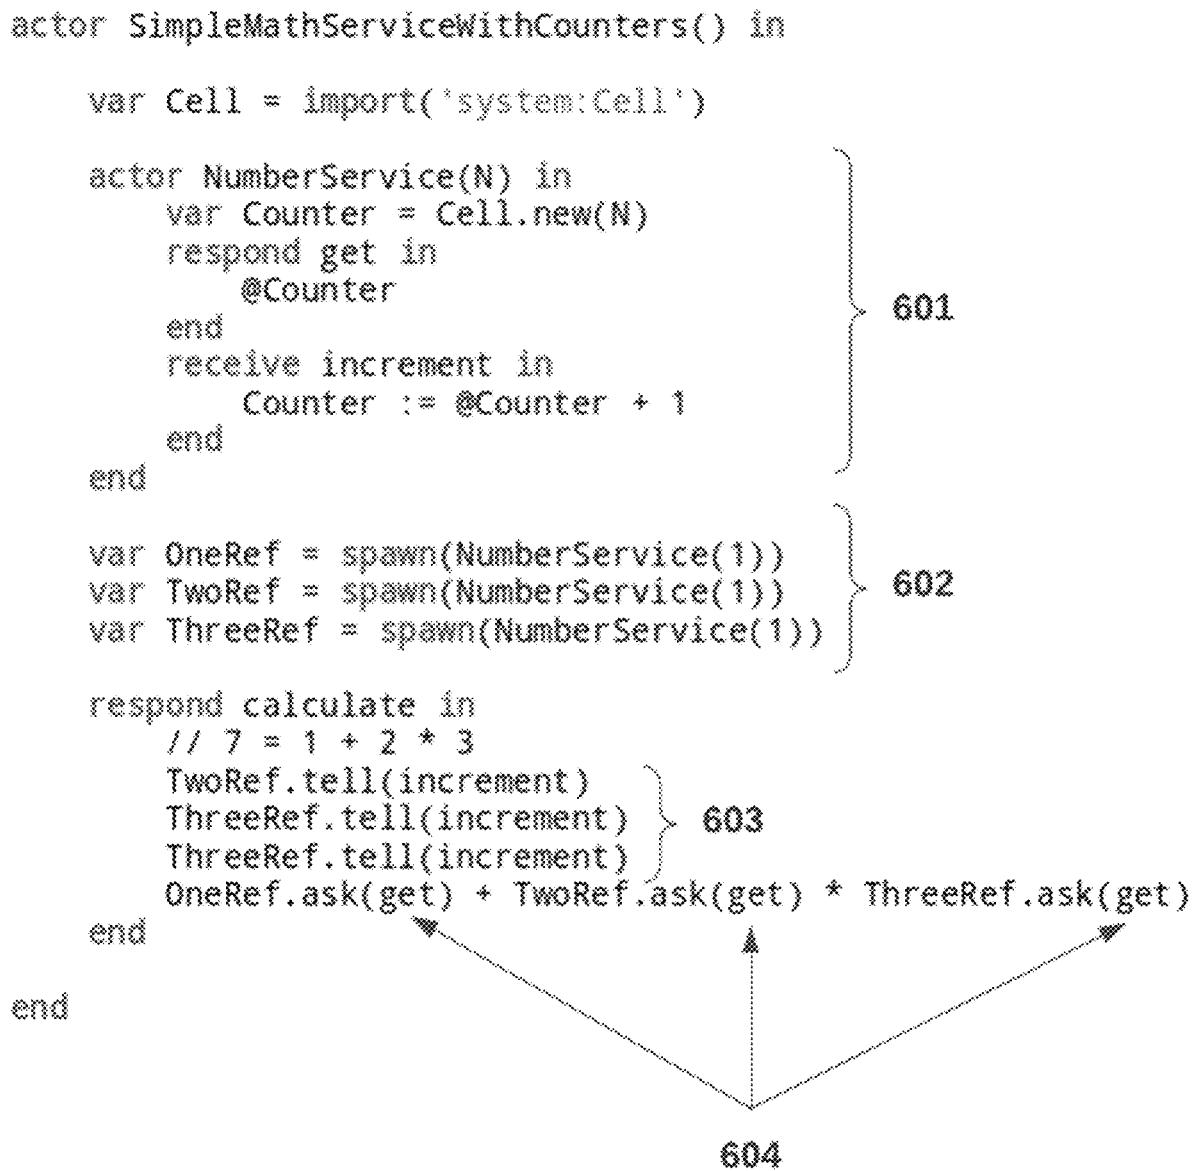 actor SimpleMathServiceWithCounters() in
var Cell = import('system:Cell')
actor NumberService(N) in
var Counter = Cell.new(N)
respond get in
@Counter
end
601
receive increment in
Counter := @Counter + 1
end
end
var OneRef = spawn(NumberService(1))
var TwoRef = spawn(NumberService(1))
602
var ThreeRef = spawn(NumberService(1))
respond calculate in
// 7 = 1 + 2 * 3
TwoRef.tell(increment)
ThreeRef.tell(increment)
603
ThreeRef.tell(increment)
OneRef.ask(get) + TwoRef.ask(get) * ThreeRef.ask(get)
end
end
604